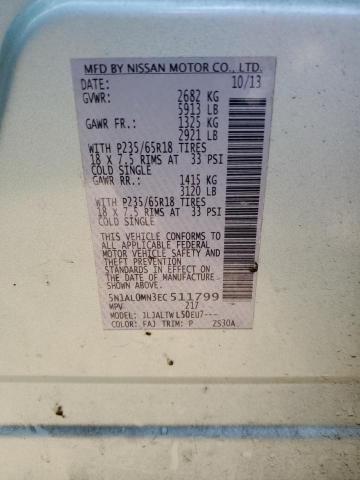 MFD BY NISSAN MOTOR CO., LTD.
DATE: 10/13
GVWR: 2682 KG
5913 LB
GAWR FR.: 1325 KG
2921 LB
WITH P235/65R18 TIRES
18 X 7.5 RIMS AT 33 PSI
COLD SINGLE
GAWR RR.: 1415 KG
3120 LB
WITH P235/65R18 TIRES
18 X 7.5 RIMS AT 33 PSI
COLD SINGLE
THIS VEHICLE CONFORMS TO
ALL APPLICABLE FEDERAL
MOTOR VEHICLE SAFETY
AND THEFT PREVENTION
STANDARDS IN EFFECT ON
THE DATE OF MANUFACTURE
SHOWN ABOVE.
5N1AL0MN3EC511799
MPV 217
MODEL: JLJALTWL50EU7---
COLOR: FAJ TRIM: P ZS30A